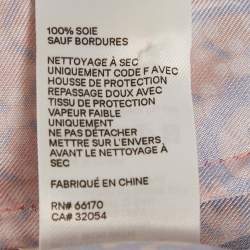 100% SOIE
SAUF BORDURES
NETTOYAGE À SEC
UNIQUEMENT CODE F AVEC
HOUSSE DE PROTECTION
REPASSAGE DOUX AVEC
TISSU DE PROTECTION
VAPEUR FAIBLE
UNIQUEMENT
NE PAS DÉTACHER
METTRE SUR L'ENVERS
AVANT LE NETTOYAGE À
SEC
FABRIQUÉ EN CHINE
RN# 66170
CA# 32054